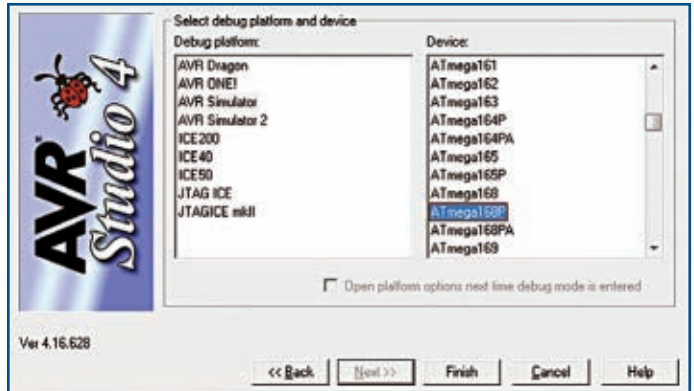 AVR Studio 4
Select debug platform and device
Debug platform:
AVR Dragon
AVR ONE!
AVR Simulator
AVR Simulator 2
ICE200
ICE40
ICE50
JTAG ICE
JTAGICE mkII
Device:
ATmega161
ATmega162
ATmega163
ATmega164P
ATmega164PA
ATmega165
ATmega165P
ATmega168
ATmega168P
ATmega168PA
ATmega169
Open platform options next time debug mode is entered
Ver 4.16.628
<< Back
Next >>
Finish
Cancel
Help